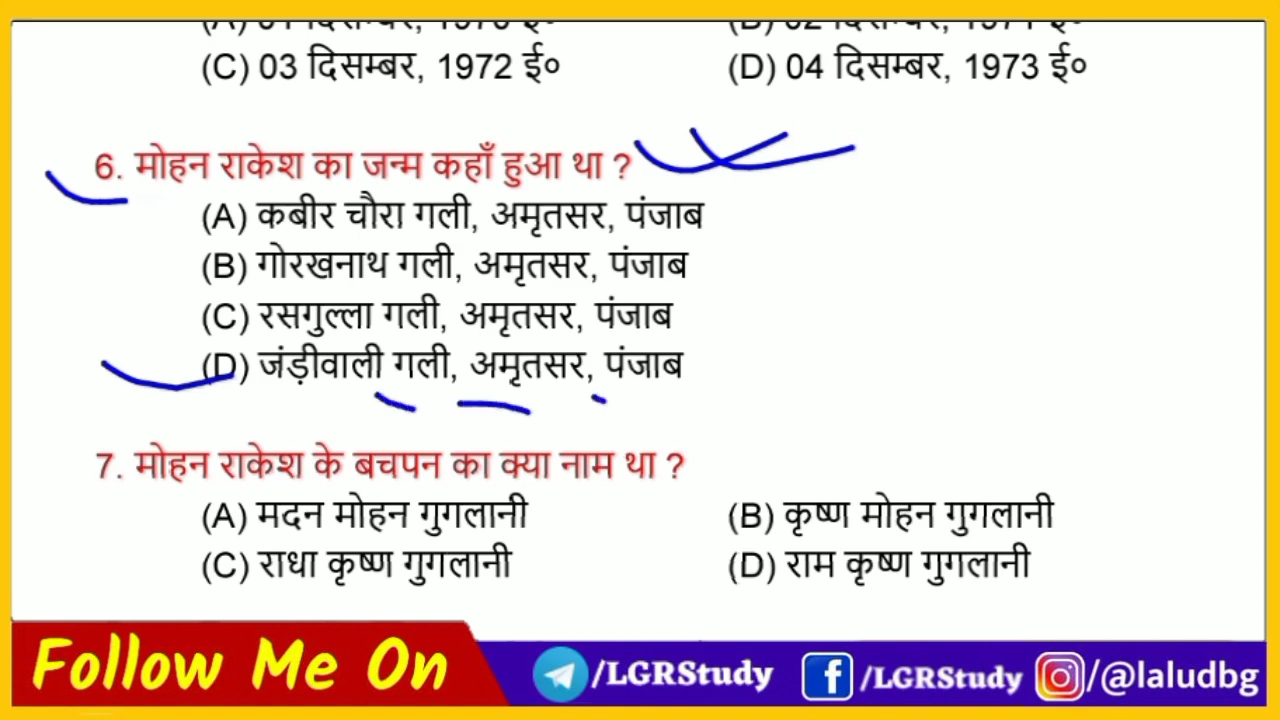 (C) 03 दिसम्बर, 1972 ई० (D) 04 दिसम्बर, 1973 ई०
6. मोहन राकेश का जन्म कहाँ हुआ था ?
(A) कबीर चौरा गली, अमृतसर, पंजाब
(B) गोरखनाथ गली, अमृतसर, पंजाब
(C) रसगुल्ला गली, अमृतसर, पंजाब
(D) जंड़ीवाली गली, अमृतसर, पंजाब
7. मोहन राकेश के बचपन का क्या नाम था ?
(A) मदन मोहन गुगलानी (B) कृष्ण मोहन गुगलानी
(C) राधा कृष्ण गुगलानी (D) राम कृष्ण गुगलानी
Follow Me On /LGRStudy /LGRStudy /@laludbg